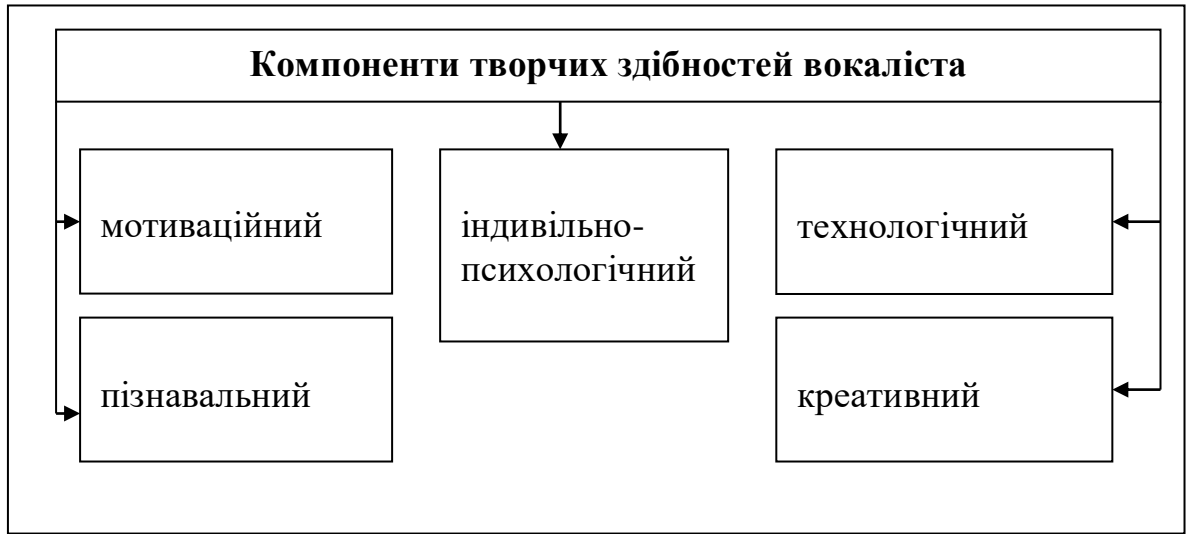 Компоненти творчих здібностей вокаліста
мотиваційний
індивільно-
психологічний
технологічний
пізнавальний
креативний